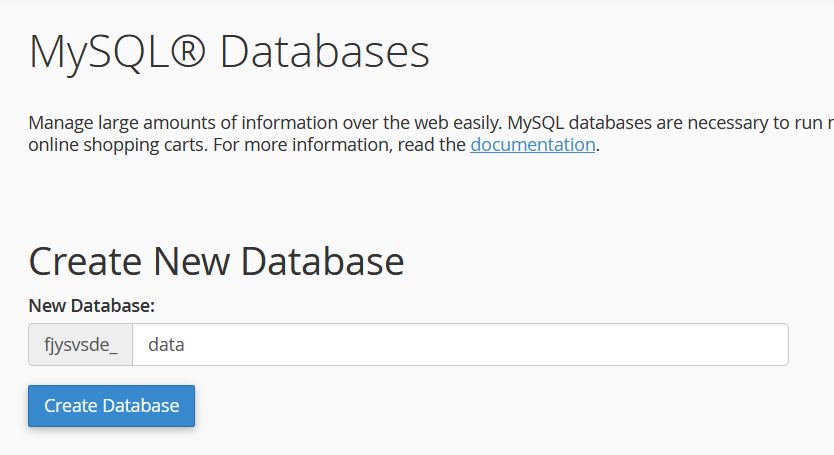 MySQL® Databases
Manage large amounts of information over the web easily. MySQL databases are necessary to run
online shopping carts. For more information, read the documentation.
Create New Database
New Database:
fjysvsde_ data
Create Database